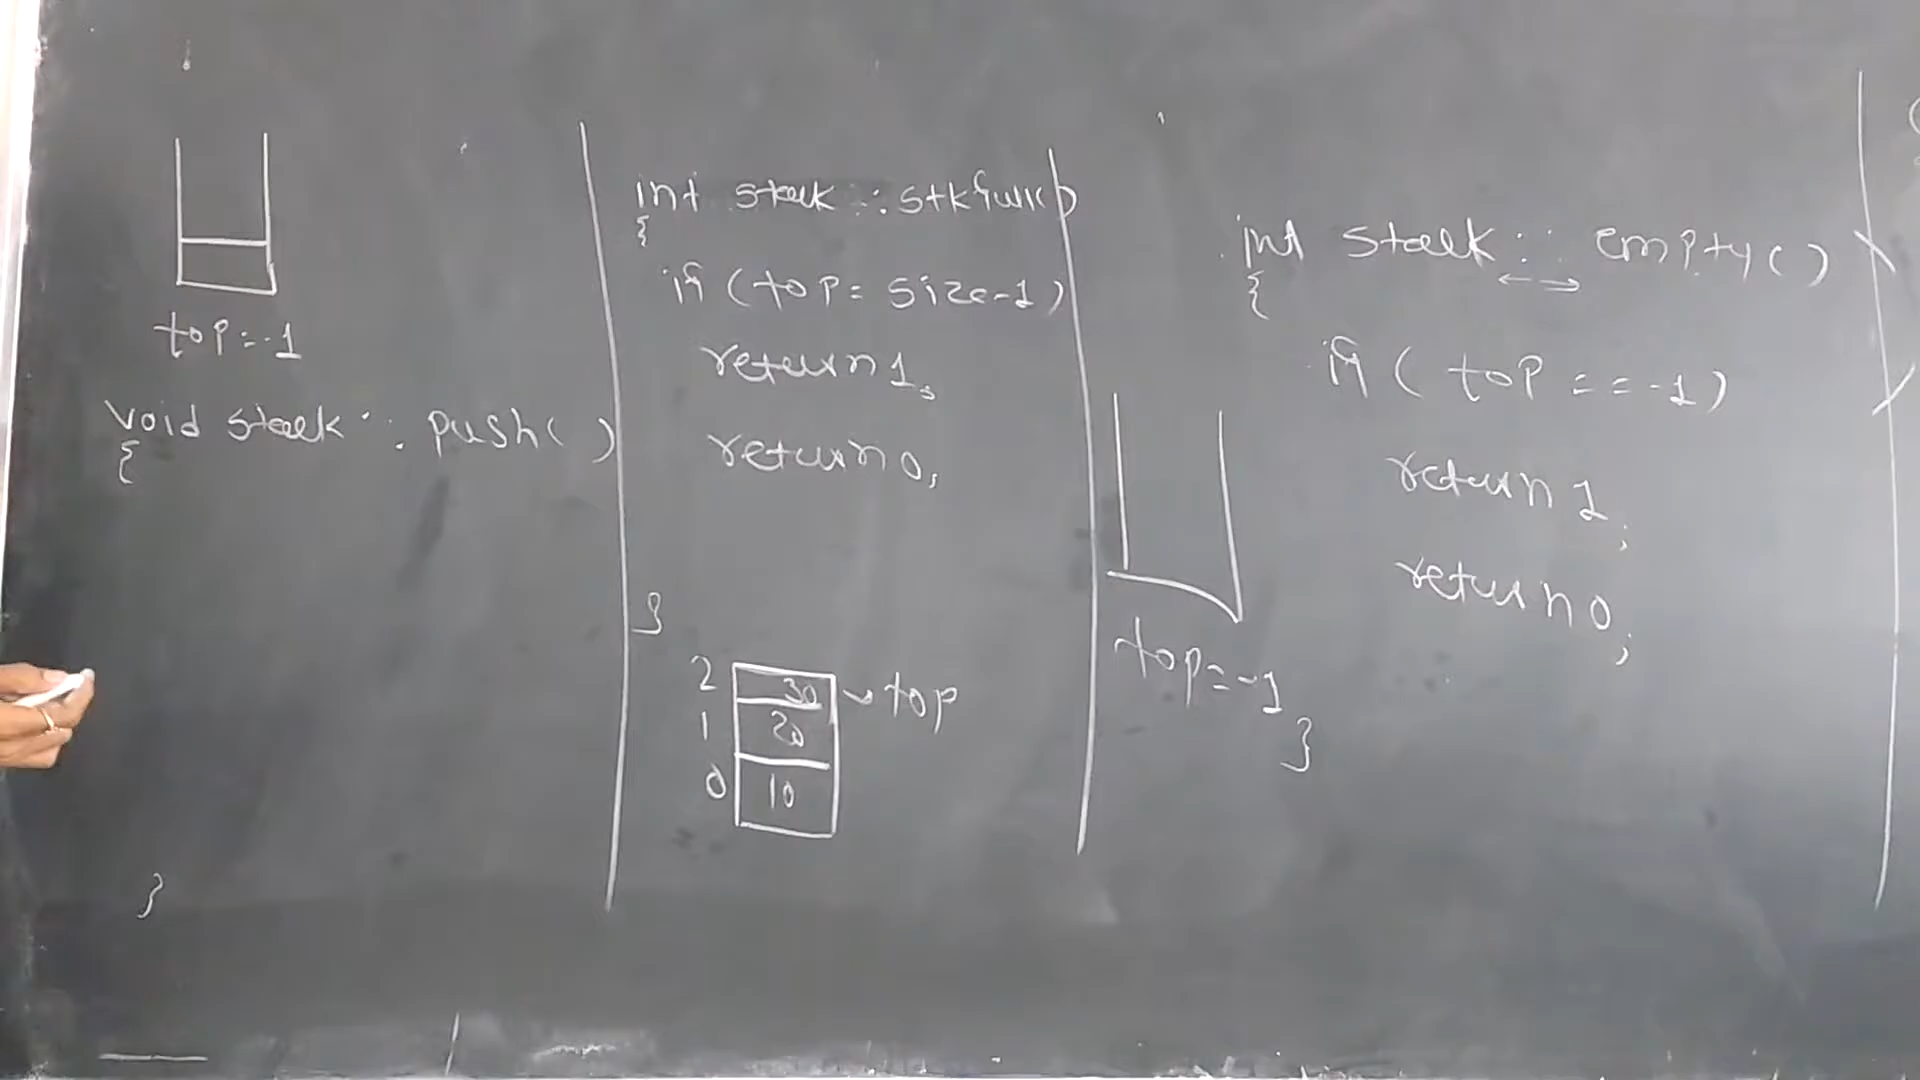 top=-1
void stack :: push()
{
}
int stack :: stkfull()
{
if (top= size-1)
return 1;
return 0;
}
2 30 top
1 20
0 10
int stack :: empty()
{
if ( top == -1)
return 1;
return 0;
top=-1
}